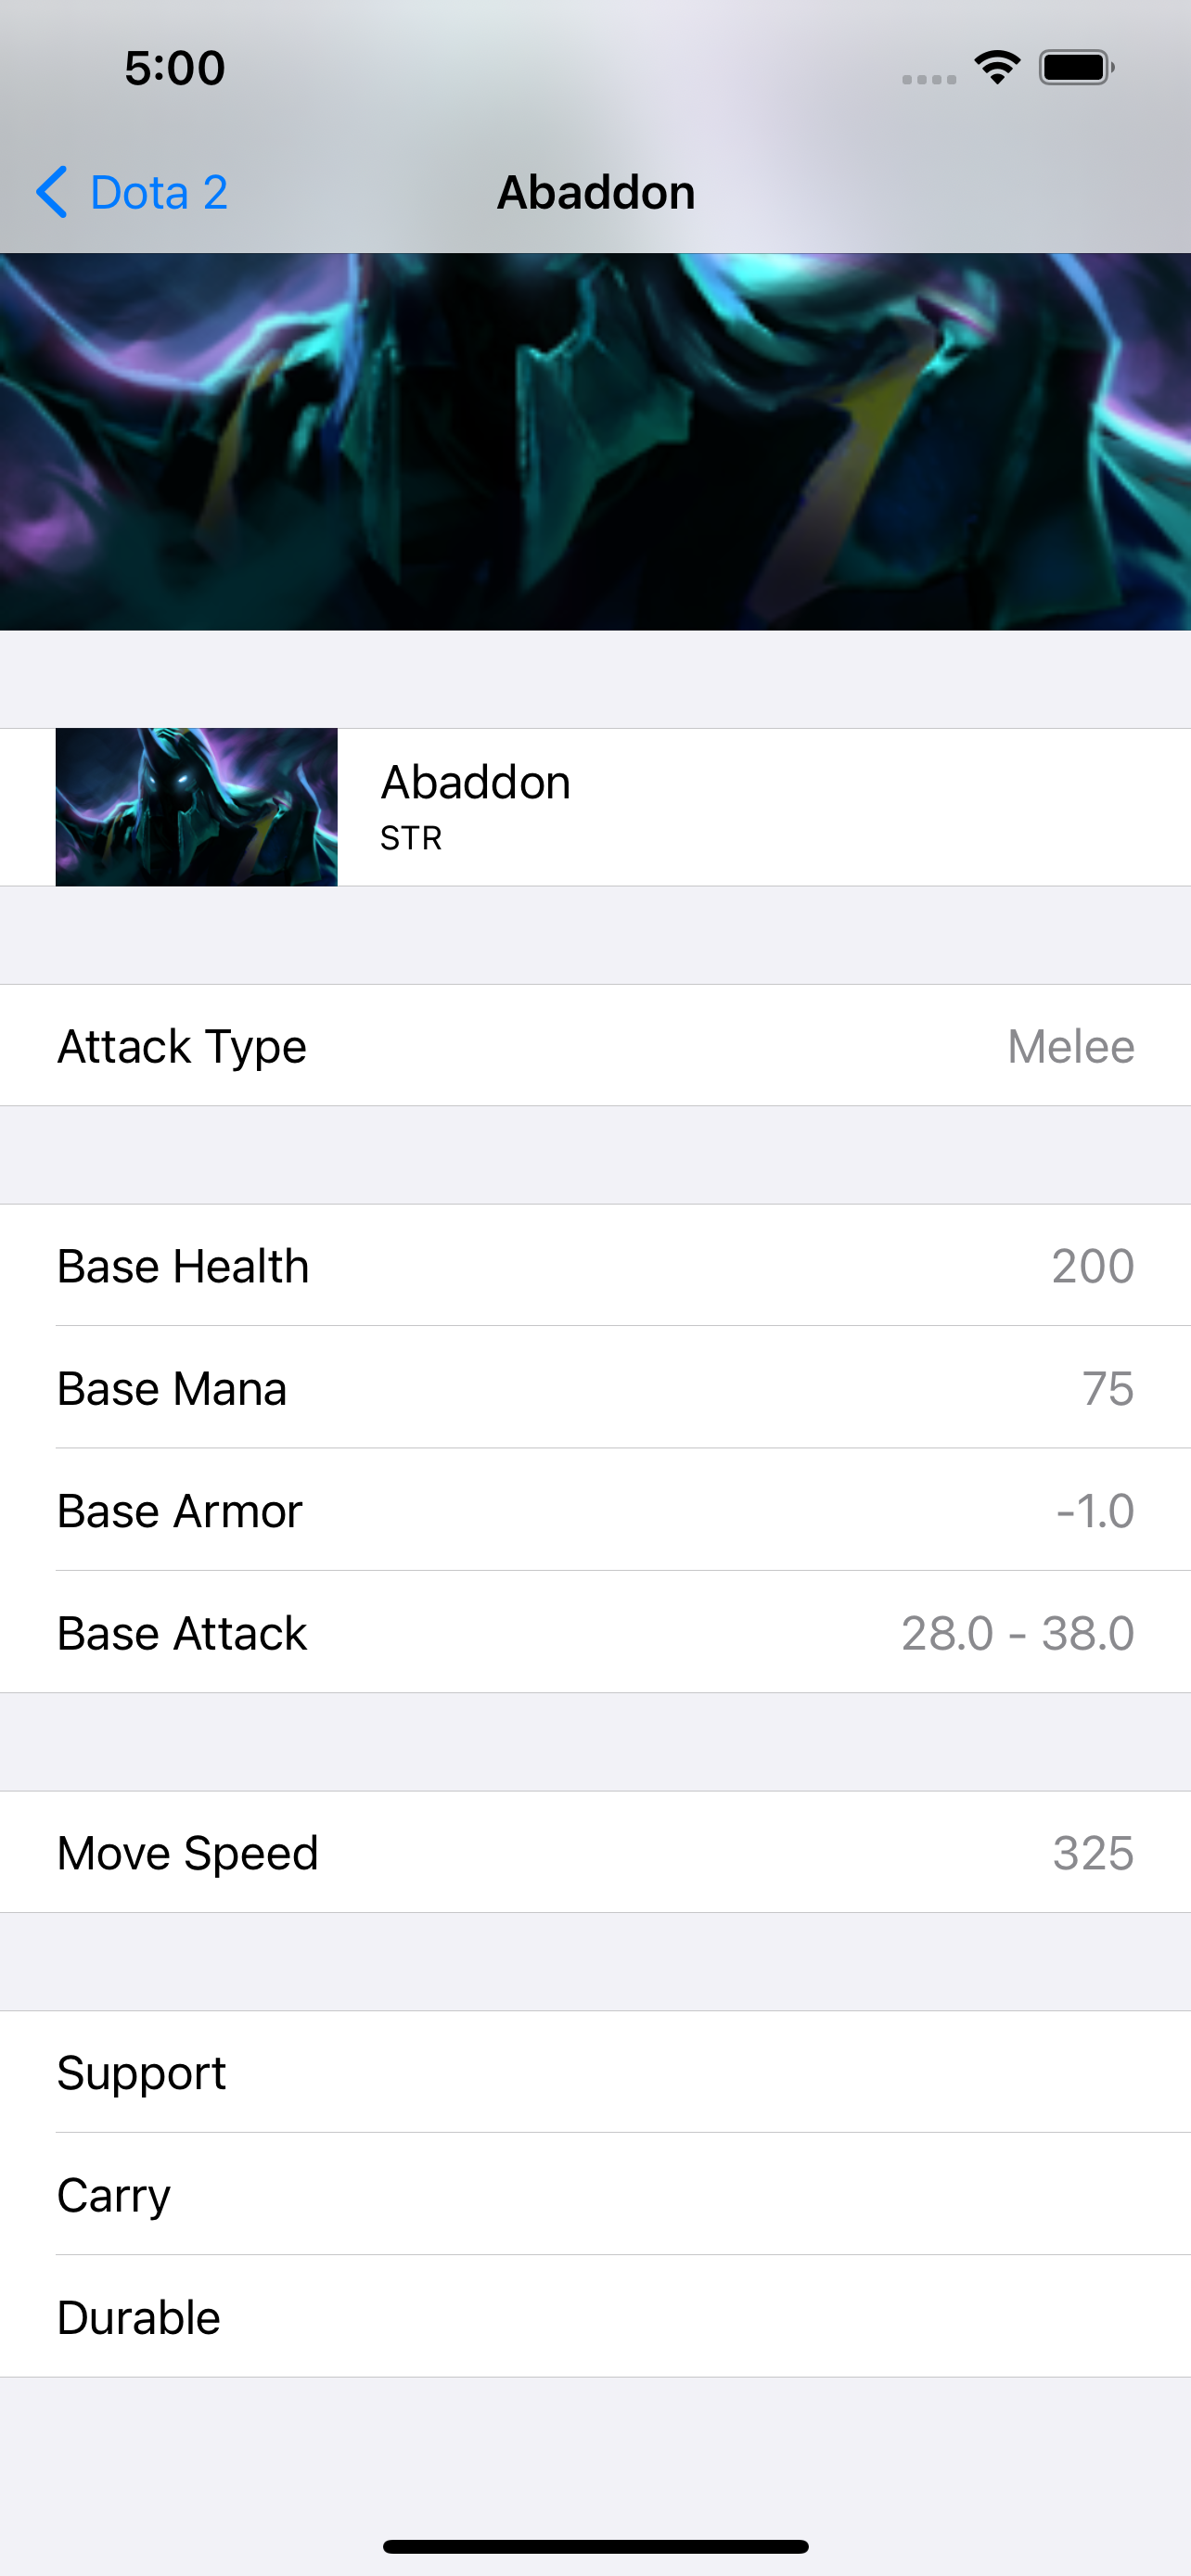 5:00
Dota 2
Abaddon
Abaddon
STR
Attack Type Melee
Base Health 200
Base Mana 75
Base Armor -1.0
Base Attack 28.0 - 38.0
Move Speed 325
Support
Carry
Durable